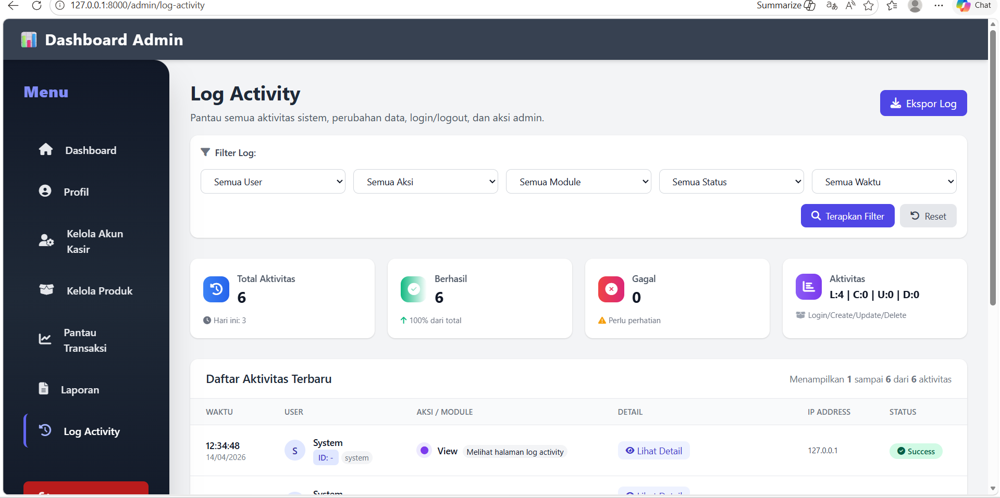 127.0.0.1:8000/admin/log-activity
Summarize
Chat
Dashboard Admin
Menu
Dashboard
Profil
Kelola Akun
Kasir
Kelola Produk
Pantau
Transaksi
Laporan
Log Activity
Log Activity
Pantau semua aktivitas sistem, perubahan data, login/logout, dan aksi admin.
Ekspor Log
Filter Log:
Semua User
Semua Aksi
Semua Module
Semua Status
Semua Waktu
Terapkan Filter
Reset
Total Aktivitas
6
Hari ini: 3
Berhasil
6
100% dari total
Gagal
0
Perlu perhatian
Aktivitas
L:4 | C:0 | U:0 | D:0
Login/Create/Update/Delete
Daftar Aktivitas Terbaru
Menampilkan 1 sampai 6 dari 6 aktivitas
WAKTU USER AKSI / MODULE DETAIL IP ADDRESS STATUS
12:34:48
14/04/2026
S
System
ID: - system
View Melihat halaman log activity
Lihat Detail
127.0.0.1
Success
System
Lihat Detail